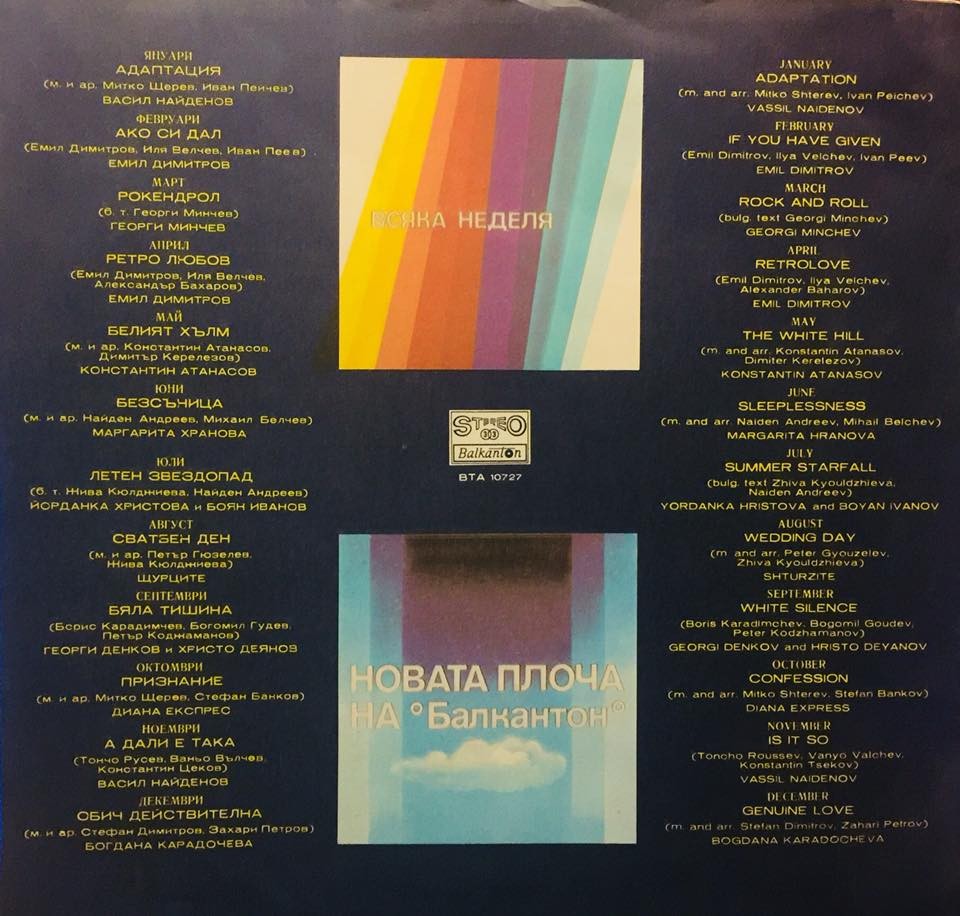 ЯНУАРИ
АДАПТАЦИЯ
(м. и ар. Митко Щерев, Иван Пейчев)
ВАСИЛ НАЙДЕНОВ
ФЕВРУАРИ
АКО СИ ДАЛ
(Емил Димитров, Иля Велчев, Иван Пеев)
ЕМИЛ ДИМИТРОВ
МАРТ
РОКЕНДРОЛ
(б. т. Георги Минчев)
ГЕОРГИ МИНЧЕВ
АПРИЛ
РЕТРО ЛЮБОВ
(Емил Димитров, Иля Велчев,
Александър Бахаров)
ЕМИЛ ДИМИТРОВ
МАЙ
БЕЛИЯТ ХЪЛМ
(м. и ар. Константин Атанасов,
Димитър Керелезов)
КОНСТАНТИН АТАНАСОВ
ЮНИ
БЕЗСЪНИЦА
(м. и ар. Найден Андреев, Михаил Белчев)
МАРГАРИТА ХРАНОВА
ЮЛИ
ЛЕТЕН ЗВЕЗДОПАД
(б. т. Жива Кюлджиева, Найден Андреев)
ЙОРДАНКА ХРИСТОВА и БОЯН ИВАНОВ
АВГУСТ
СВАТБЕН ДЕН
(м. и ар. Петър Гюзелев,
Жива Кюлджиева)
ЩУРЦИТЕ
СЕПТЕМВРИ
БЯЛА ТИШИНА
(Борис Карадимчев, Богомил Гудев,
Петър Коджаманов)
ГЕОРГИ ДЕНКОВ и ХРИСТО ДЕЯНОВ
ОКТОМВРИ
ПРИЗНАНИЕ
(м. и ар. Митко Щерев, Стефан Банков)
ДИАНА ЕКСПРЕС
НОЕМВРИ
А ДАЛИ Е ТАКА
(Тончо Русев, Ваньо Вълчев,
Константин Цеков)
ВАСИЛ НАЙДЕНОВ
ДЕКЕМВРИ
ОБИЧ ДЕЙСТВИТЕЛНА
(м. и ар. Стефан Димитров, Захари Петров)
БОГДАНА КАРАДОЧЕВА
ВСЯКА НЕДЕЛЯ
STEREO
33
Balkanton
ВТА 10727
НОВАТА ПЛОЧА
НА "Балкантон"
JANUARY
ADAPTATION
(m. and arr. Mitko Shterev, Ivan Peichev)
VASSIL NAIDENOV
FEBRUARY
IF YOU HAVE GIVEN
(Emil Dimitrov, Ilya Velchev, Ivan Peev)
EMIL DIMITROV
MARCH
ROCK AND ROLL
(bulg. text Georgi Minchev)
GEORGI MINCHEV
APRIL
RETROLOVE
(Emil Dimitrov, Ilya Velchev,
Alexander Baharov)
EMIL DIMITROV
MAY
THE WHITE HILL
(m. and arr. Konstantin Atanasov,
Dimiter Kerelezov)
KONSTANTIN ATANASOV
JUNE
SLEEPLESSNESS
(m. and arr. Naiden Andreev, Mihail Belchev)
MARGARITA HRANOVA
JULY
SUMMER STARFALL
(bulg. text Zhiva Kyouldzhieva,
Naiden Andreev)
YORDANKA HRISTOVA and BOYAN IVANOV
AUGUST
WEDDING DAY
(m and arr. Peter Gyouzelev,
Zhiva Kyouldzhieva)
SHTURZITE
SEPTEMBER
WHITE SILENCE
(Boris Karadimchev, Bogomil Goudev,
Peter Kodzhamanov)
GEORGI DENKOV and HRISTO DEYANOV
OCTOBER
CONFESSION
(m. and arr. Mitko Shterev, Stefan Bankov)
DIANA EXPRESS
NOVEMBER
IS IT SO
(Toncho Roussev, Vanyo Valchev,
Konstantin Tsekov)
VASSIL NAIDENOV
DECEMBER
GENUINE LOVE
(m. and arr. Stefan Dimitrov, Zahari Petrov)
BOGDANA KARADOCHEVA